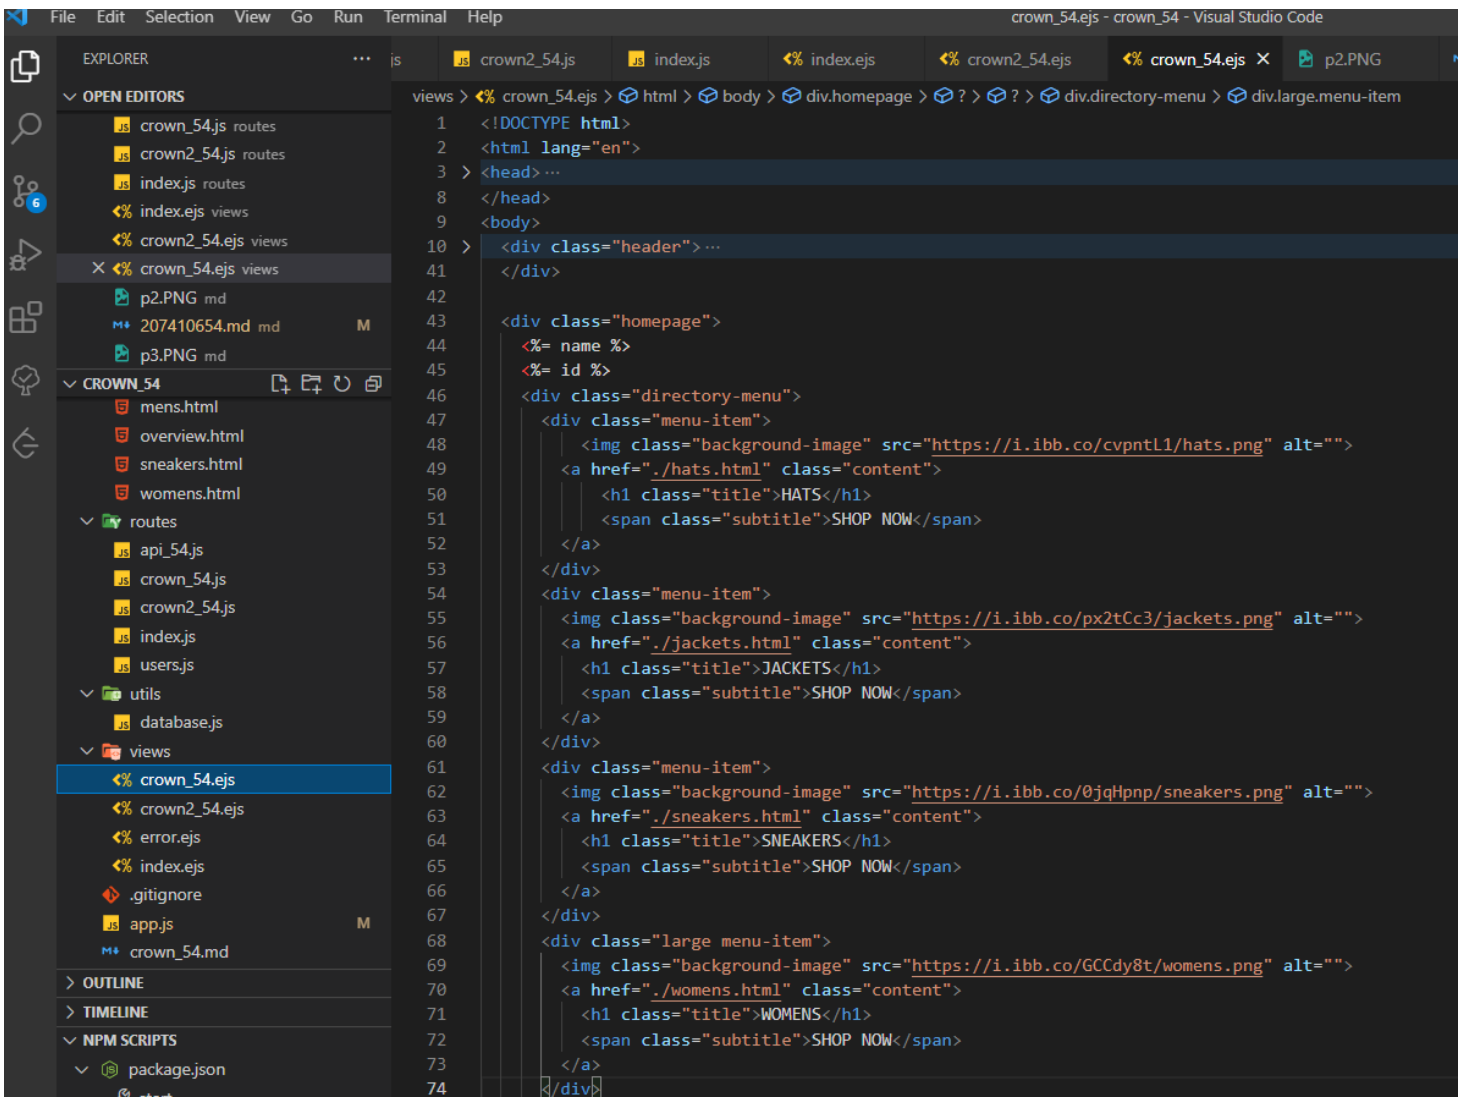 File Edit Selection View Go Run Terminal Help crown_54.ejs - crown_54 - Visual Studio Code
EXPLORER ···
js crown2_54.js index.js index.ejs crown2_54.ejs crown_54.ejs p2.PNG
OPEN EDITORS
crown_54.js routes
crown2_54.js routes
index.js routes
index.ejs views
crown2_54.ejs views
crown_54.ejs views
p2.PNG md
207410654.md md M
p3.PNG md
CROWN_54
mens.html
overview.html
sneakers.html
womens.html
routes
api_54.js
crown_54.js
crown2_54.js
index.js
users.js
utils
database.js
views
crown_54.ejs
crown2_54.ejs
error.ejs
index.ejs
.gitignore
app.js M
crown_54.md
OUTLINE
TIMELINE
NPM SCRIPTS
package.json
start
6
views > crown_54.ejs > html > body > div.homepage > ? > ? > div.directory-menu > div.large.menu-item
1 <!DOCTYPE html>
2 <html lang="en">
3 <head>···
8 </head>
9 <body>
10 <div class="header">···
41 </div>
42
43 <div class="homepage">
44 <%= name %>
45 <%= id %>
46 <div class="directory-menu">
47 <div class="menu-item">
48 <img class="background-image" src="https://i.ibb.co/cvpntL1/hats.png" alt="">
49 <a href="./hats.html" class="content">
50 <h1 class="title">HATS</h1>
51 <span class="subtitle">SHOP NOW</span>
52 </a>
53 </div>
54 <div class="menu-item">
55 <img class="background-image" src="https://i.ibb.co/px2tCc3/jackets.png" alt="">
56 <a href="./jackets.html" class="content">
57 <h1 class="title">JACKETS</h1>
58 <span class="subtitle">SHOP NOW</span>
59 </a>
60 </div>
61 <div class="menu-item">
62 <img class="background-image" src="https://i.ibb.co/0jqHpnp/sneakers.png" alt="">
63 <a href="./sneakers.html" class="content">
64 <h1 class="title">SNEAKERS</h1>
65 <span class="subtitle">SHOP NOW</span>
66 </a>
67 </div>
68 <div class="large menu-item">
69 <img class="background-image" src="https://i.ibb.co/GCCdy8t/womens.png" alt="">
70 <a href="./womens.html" class="content">
71 <h1 class="title">WOMENS</h1>
72 <span class="subtitle">SHOP NOW</span>
73 </a>
74 </div>